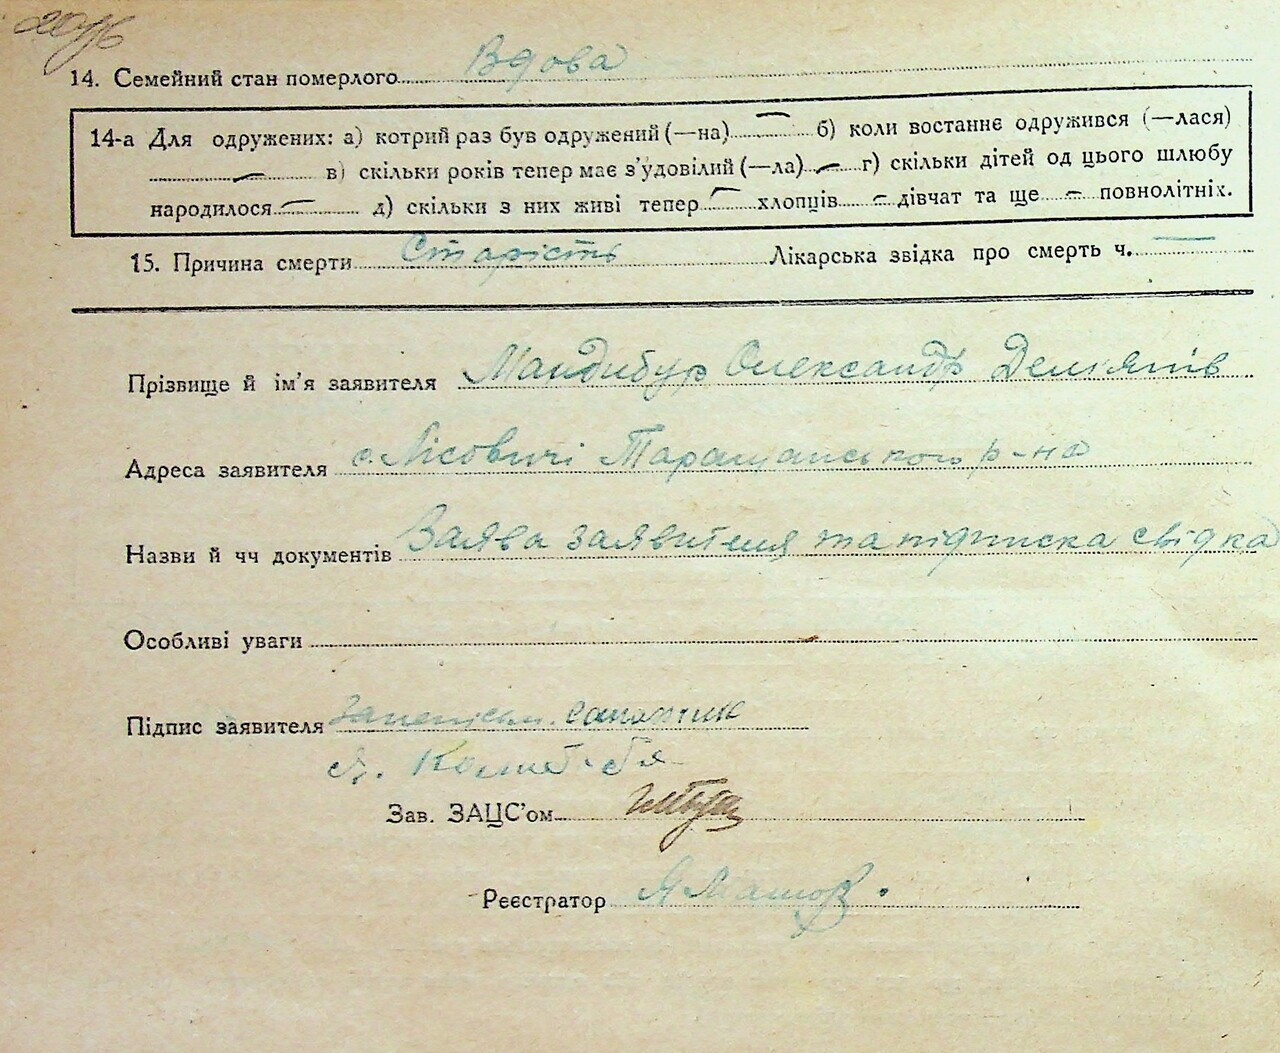 14. Семейний стан померлого Вдова
14-а Для одружених: а) котрий раз був одружений (—на) — б) коли востаннє одружився (—лася)
— в) скільки років тепер має з’удовілий (—ла) — г) скільки дітей од цього шлюбу
народилося — д) скільки з них живі тепер — хлопців — дівчат та ще — повнолітніх.
15. Причина смерти Старість Лікарська звідка про смерть ч. —
Прізвище й ім’я заявителя Мандибур Олександр
Адреса заявителя с. Лісовичі Таращанського р-на
Назви й чч документів Заява заявителя та підписка свідка
Особливі уваги
Підпис заявителя
Зав. ЗАЦС’ом
Реєстратор